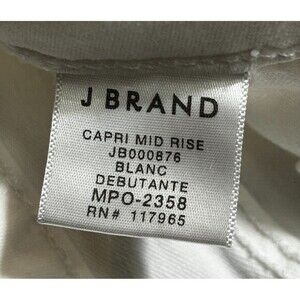 J BRAND
CAPRI MID RISE
JB000876
BLANC
DEBUTANTE
MPO-2358
RN# 117965